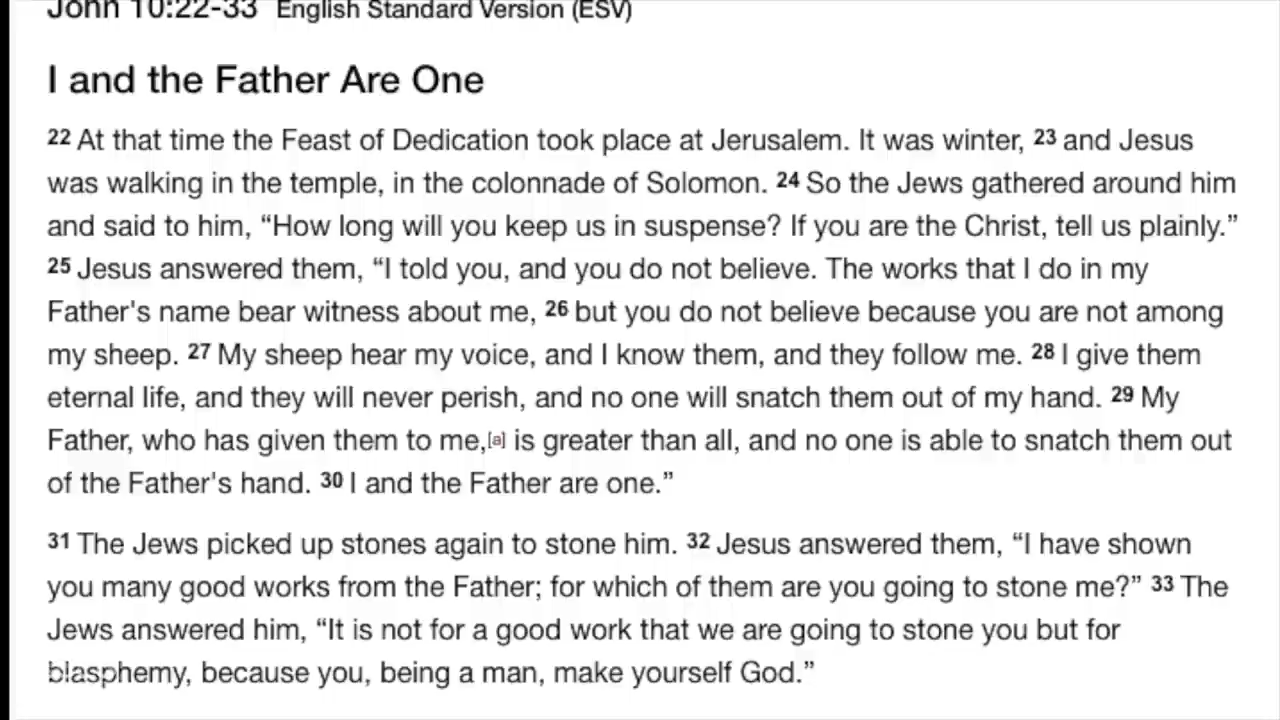 John 10:22-33 English Standard Version (ESV)
I and the Father Are One
22 At that time the Feast of Dedication took place at Jerusalem. It was winter, 23 and Jesus
was walking in the temple, in the colonnade of Solomon. 24 So the Jews gathered around him
and said to him, “How long will you keep us in suspense? If you are the Christ, tell us plainly.”
25 Jesus answered them, “I told you, and you do not believe. The works that I do in my
Father's name bear witness about me, 26 but you do not believe because you are not among
my sheep. 27 My sheep hear my voice, and I know them, and they follow me. 28 I give them
eternal life, and they will never perish, and no one will snatch them out of my hand. 29 My
Father, who has given them to me,[a] is greater than all, and no one is able to snatch them out
of the Father's hand. 30 I and the Father are one.”
31 The Jews picked up stones again to stone him. 32 Jesus answered them, “I have shown
you many good works from the Father; for which of them are you going to stone me?” 33 The
Jews answered him, “It is not for a good work that we are going to stone you but for
blasphemy, because you, being a man, make yourself God.”